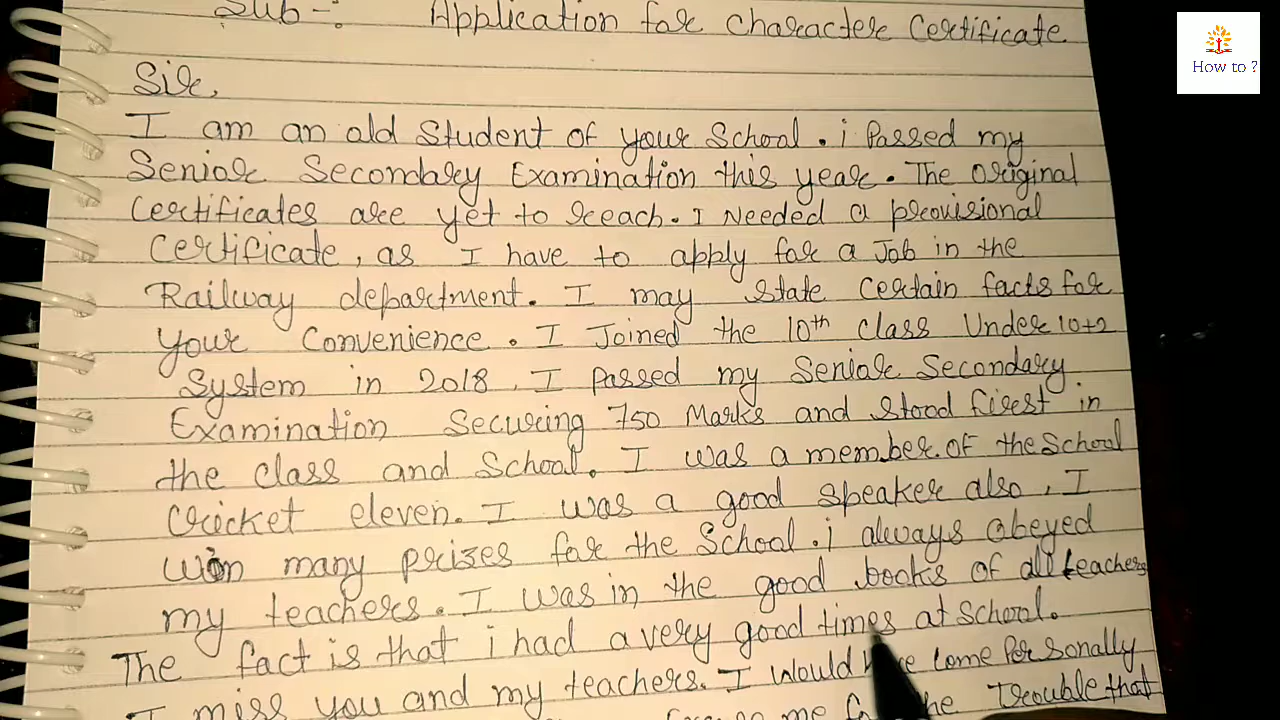 Sub-: Application for Character Certificate
How to ?
Sir,
I am an old Student of your School. i Passed my
Senior Secondary Examination this year. The Original
Certificates are yet to reach. I Needed a provisional
Certificate, as I have to apply for a Job in the
Railway department. I may State Certain facts for
Your Convenience. I Joined the 10th class Under 10+2
System in 2018. I passed my Senior Secondary
Examination Securing 750 Marks and stood first in
the class and School. I was a member of the School
Cricket eleven. I was a good speaker also, I
won many prizes for the School. i always obeyed
my teachers. I was in the good books of all teachers
The fact is that i had a very good times at School.
I miss you and my teachers. I Would come Personally
me the Trouble that